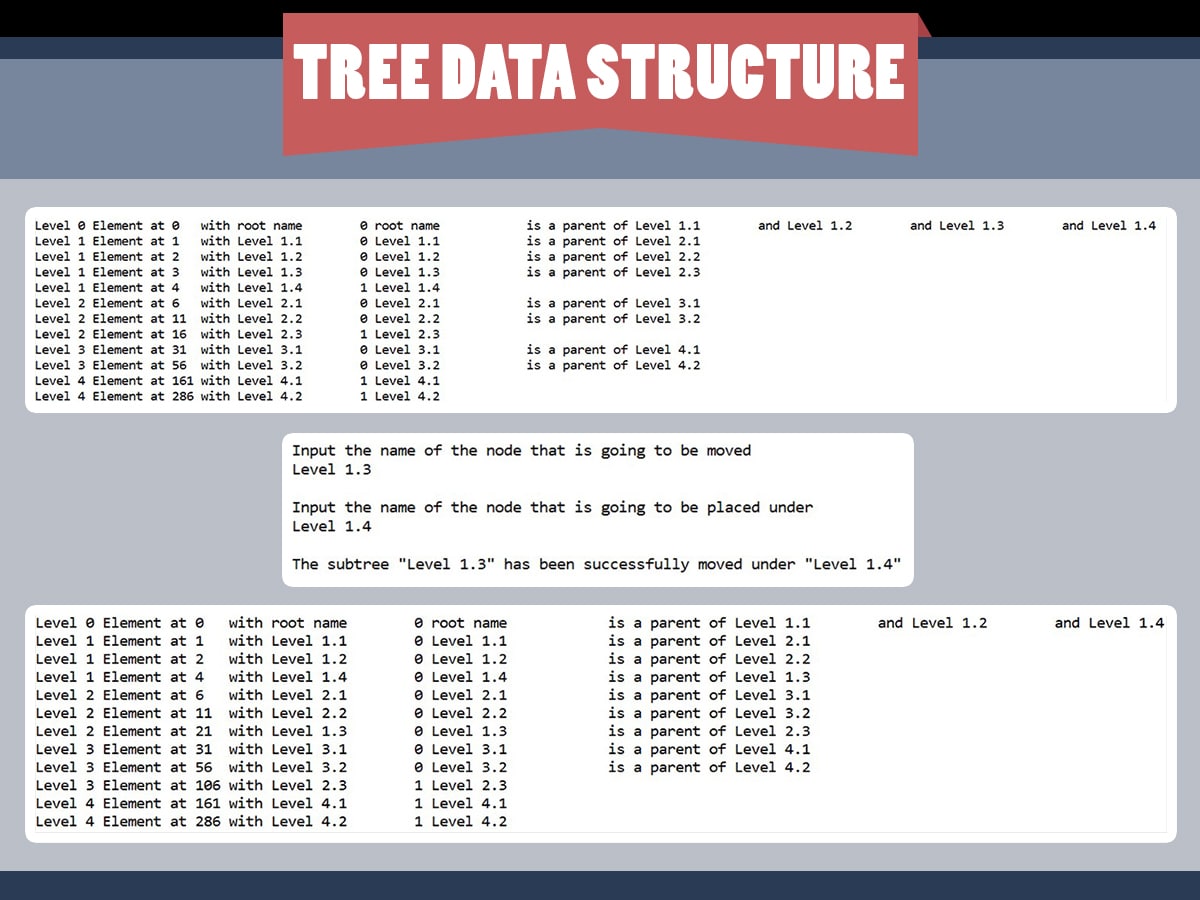 TREE DATA STRUCTURE
Level 0 Element at 0 with root name 0 root name is a parent of Level 1.1 and Level 1.2 and Level 1.3 and Level 1.4
Level 1 Element at 1 with Level 1.1 0 Level 1.1 is a parent of Level 2.1
Level 1 Element at 2 with Level 1.2 0 Level 1.2 is a parent of Level 2.2
Level 1 Element at 3 with Level 1.3 0 Level 1.3 is a parent of Level 2.3
Level 1 Element at 4 with Level 1.4 1 Level 1.4
Level 2 Element at 6 with Level 2.1 0 Level 2.1 is a parent of Level 3.1
Level 2 Element at 11 with Level 2.2 0 Level 2.2 is a parent of Level 3.2
Level 2 Element at 16 with Level 2.3 1 Level 2.3
Level 3 Element at 31 with Level 3.1 0 Level 3.1 is a parent of Level 4.1
Level 3 Element at 56 with Level 3.2 0 Level 3.2 is a parent of Level 4.2
Level 4 Element at 161 with Level 4.1 1 Level 4.1
Level 4 Element at 286 with Level 4.2 1 Level 4.2
Input the name of the node that is going to be moved
Level 1.3
Input the name of the node that is going to be placed under
Level 1.4
The subtree "Level 1.3" has been successfully moved under "Level 1.4"
Level 0 Element at 0 with root name 0 root name is a parent of Level 1.1 and Level 1.2 and Level 1.4
Level 1 Element at 1 with Level 1.1 0 Level 1.1 is a parent of Level 2.1
Level 1 Element at 2 with Level 1.2 0 Level 1.2 is a parent of Level 2.2
Level 1 Element at 4 with Level 1.4 0 Level 1.4 is a parent of Level 1.3
Level 2 Element at 6 with Level 2.1 0 Level 2.1 is a parent of Level 3.1
Level 2 Element at 11 with Level 2.2 0 Level 2.2 is a parent of Level 3.2
Level 2 Element at 21 with Level 1.3 0 Level 1.3 is a parent of Level 2.3
Level 3 Element at 31 with Level 3.1 0 Level 3.1 is a parent of Level 4.1
Level 3 Element at 56 with Level 3.2 0 Level 3.2 is a parent of Level 4.2
Level 3 Element at 106 with Level 2.3 1 Level 2.3
Level 4 Element at 161 with Level 4.1 1 Level 4.1
Level 4 Element at 286 with Level 4.2 1 Level 4.2